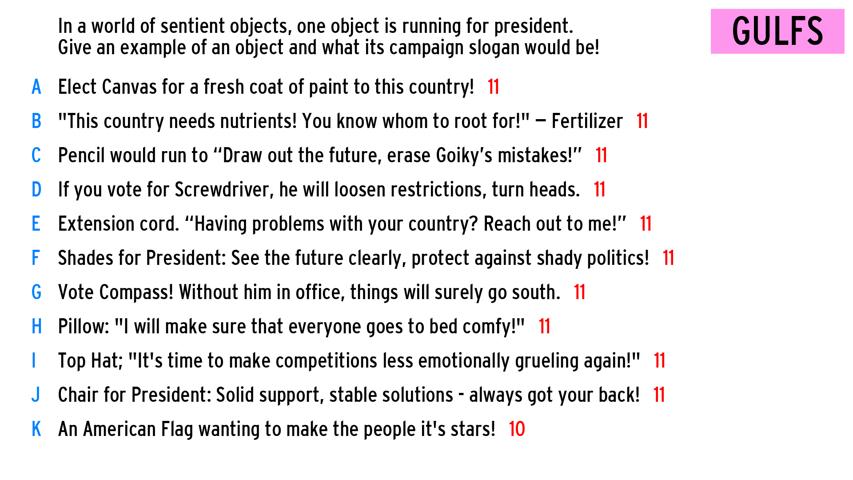 In a world of sentient objects, one object is running for president.
Give an example of an object and what its campaign slogan would be!
GULFS
A Elect Canvas for a fresh coat of paint to this country! 11
B "This country needs nutrients! You know whom to root for!" – Fertilizer 11
C Pencil would run to “Draw out the future, erase Goiky’s mistakes!” 11
D If you vote for Screwdriver, he will loosen restrictions, turn heads. 11
E Extension cord. “Having problems with your country? Reach out to me!” 11
F Shades for President: See the future clearly, protect against shady politics! 11
G Vote Compass! Without him in office, things will surely go south. 11
H Pillow: "I will make sure that everyone goes to bed comfy!" 11
I Top Hat; "It's time to make competitions less emotionally grueling again!" 11
J Chair for President: Solid support, stable solutions - always got your back! 11
K An American Flag wanting to make the people it's stars! 10